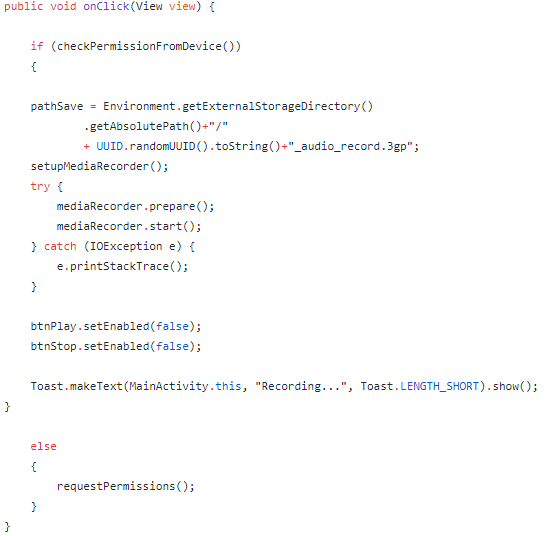 public void onClick(View view) {
if (checkPermissionFromDevice())
{
pathSave = Environment.getExternalStorageDirectory()
.getAbsolutePath()+"/"
+ UUID.randomUUID().toString()+"_audio_record.3gp";
setupMediaRecorder();
try {
mediaRecorder.prepare();
mediaRecorder.start();
} catch (IOException e) {
e.printStackTrace();
}
btnPlay.setEnabled(false);
btnStop.setEnabled(false);
Toast.makeText(MainActivity.this, "Recording...", Toast.LENGTH_SHORT).show();
}
else
{
requestPermissions();
}
}